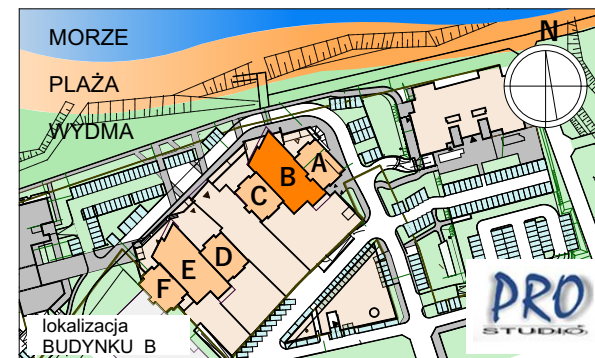 MORZE
N
PLAŻA
WYDMA
A
B
C
D
E
F
lokalizacja
BUDYNKU B
PRO
STUDIO